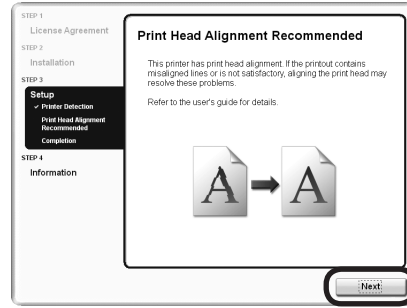 STEP 1
License Agreement
STEP 2
Installation
STEP 3
Setup
✓ Printer Detection
Print Head Alignment
Recommended
Completion
STEP 4
Information
Print Head Alignment Recommended
This printer has print head alignment. If the printout contains
misaligned lines or is not satisfactory, aligning the print head may
resolve these problems.
Refer to the user's guide for details.
A A
Next